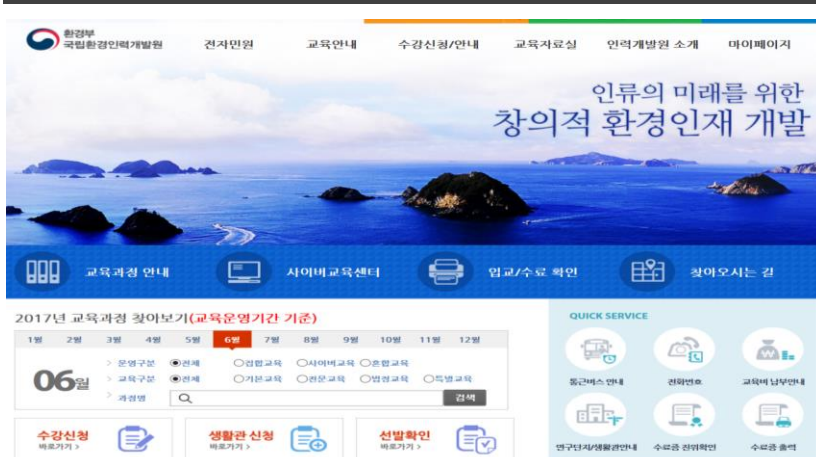 환경부
국립환경인력개발원
전자민원 교육안내 수강신청/안내 교육자료실 인력개발원 소개 마이페이지
인류의 미래를 위한
창의적 환경인재 개발
교육과정 안내 사이버교육센터 입교/수료 확인 찾아오시는 길
2017년 교육과정 찾아보기(교육운영기간 기준)
1월 2월 3월 4월 5월 6월 7월 8월 9월 10월 11월 12월
06월
> 운영구분 전체 집합교육 사이버교육 혼합교육
> 교육구분 전체 기본교육 전문교육 법정교육 특별교육
> 과정명 검색
수강신청
바로가기 >
생활관 신청
바로가기 >
선발확인
바로가기 >
QUICK SERVICE
통근버스 안내 전화번호 교육비 납부안내
연구단지/생활관안내 수료증 진위확인 수료증 출력